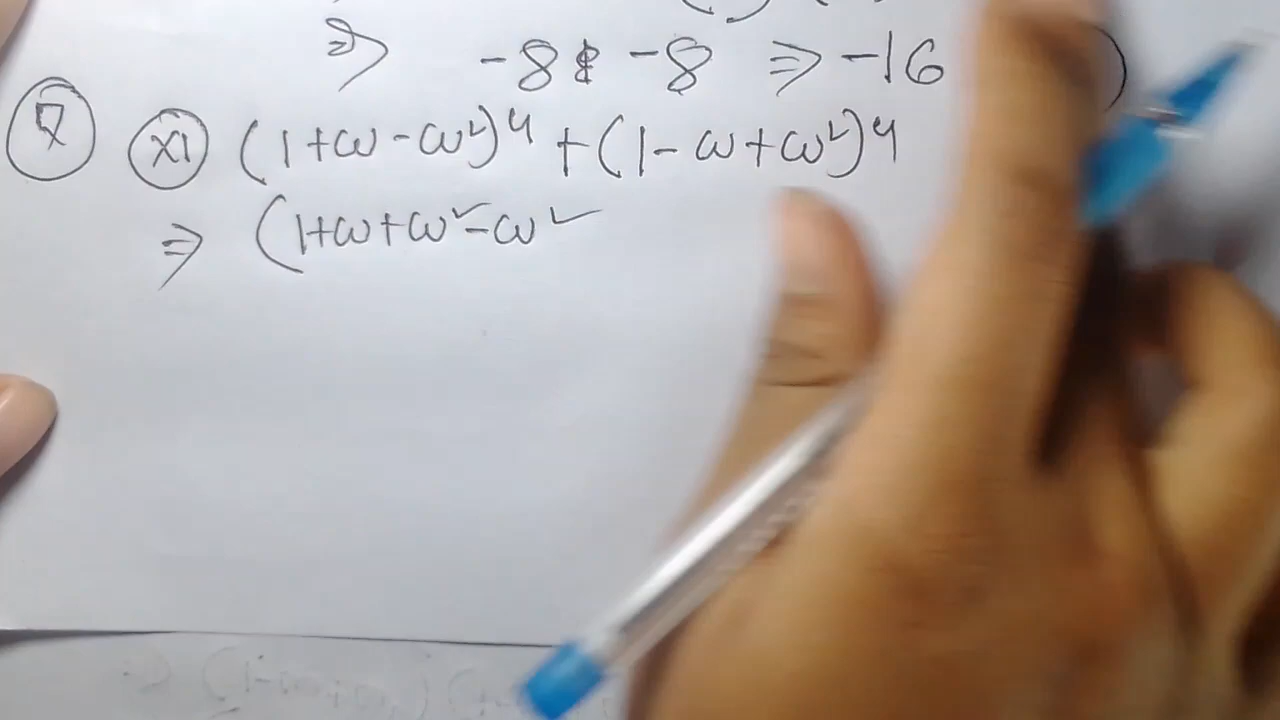 ⇒ -8 -8 ⇒ -16
7 XI (1+ω-ω²)⁴+(1-ω+ω²)⁴
⇒ (1+ω+ω²-ω²